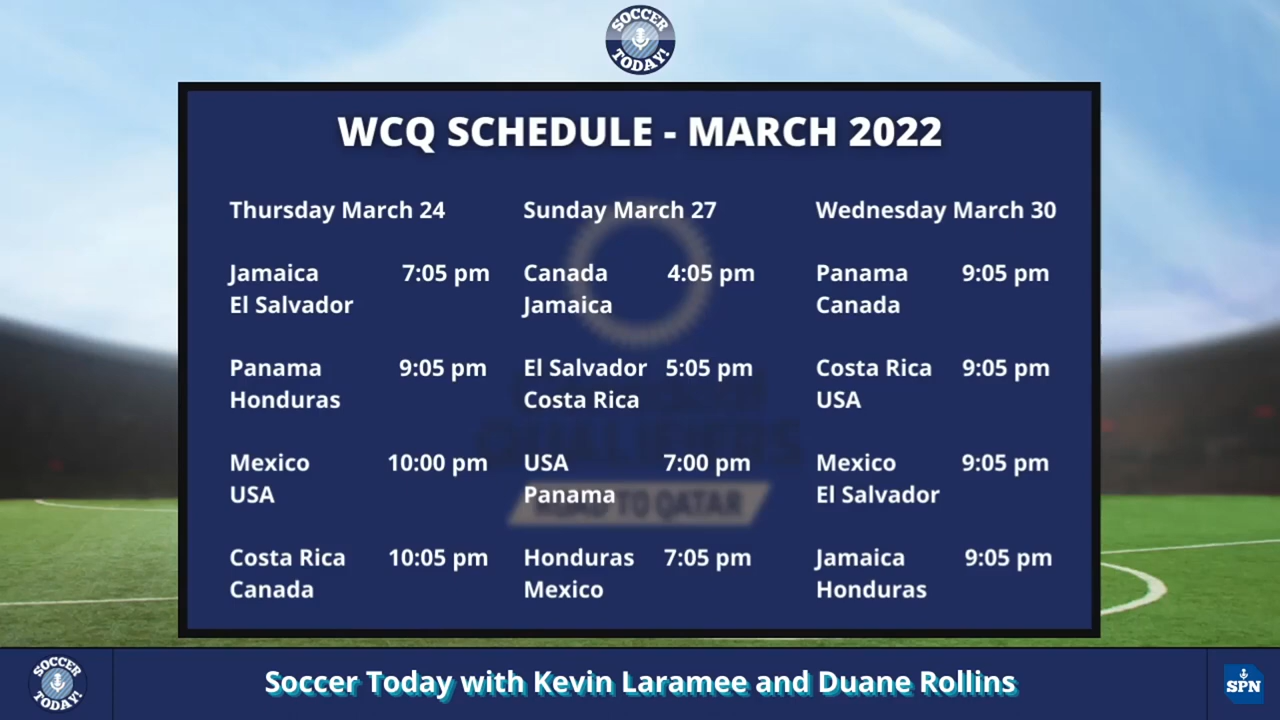 SOCCER
TODAY!
WCQ SCHEDULE - MARCH 2022
Thursday March 24
Jamaica 7:05 pm
El Salvador
Panama 9:05 pm
Honduras
Mexico 10:00 pm
USA
Costa Rica 10:05 pm
Canada
Sunday March 27
Canada 4:05 pm
Jamaica
El Salvador 5:05 pm
Costa Rica
USA 7:00 pm
Panama
Honduras 7:05 pm
Mexico
Wednesday March 30
Panama 9:05 pm
Canada
Costa Rica 9:05 pm
USA
Mexico 9:05 pm
El Salvador
Jamaica 9:05 pm
Honduras
QUALIFIERS
ROAD TO QATAR
SOCCER
TODAY!
Soccer Today with Kevin Laramee and Duane Rollins
SPN